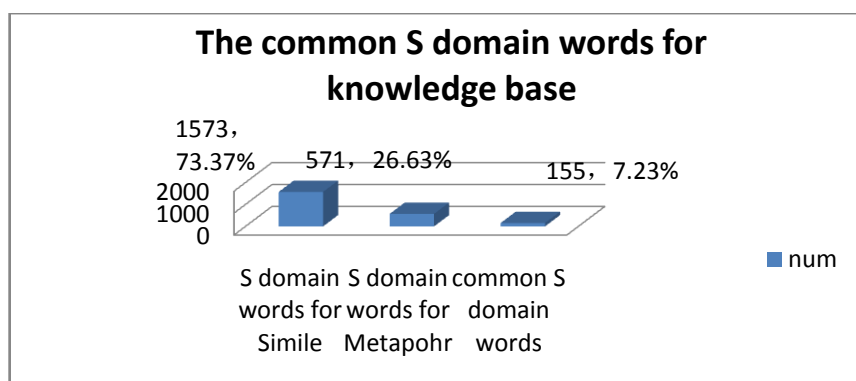 The common S domain words for
knowledge base
1573，
73.37%
571，26.63%
155，7.23%
2000
1000
0
S domain
words for
Simile
S domain
words for
Metapohr
common S
domain
words
num